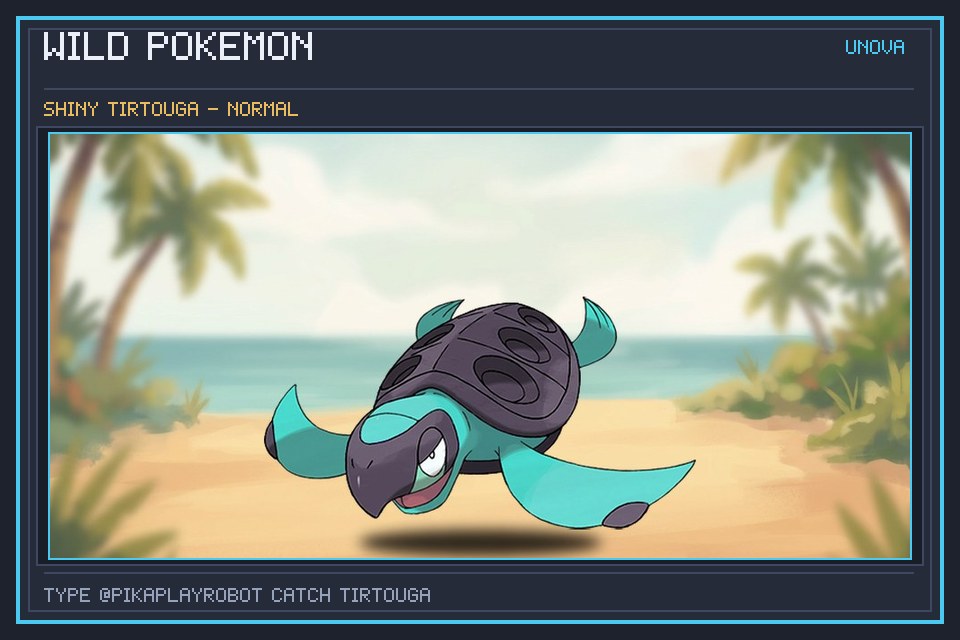 WILD POKEMON
UNOVA
SHINY TIRTOUGA - NORMAL
TYPE @PIKAPLAYROBOT CATCH TIRTOUGA